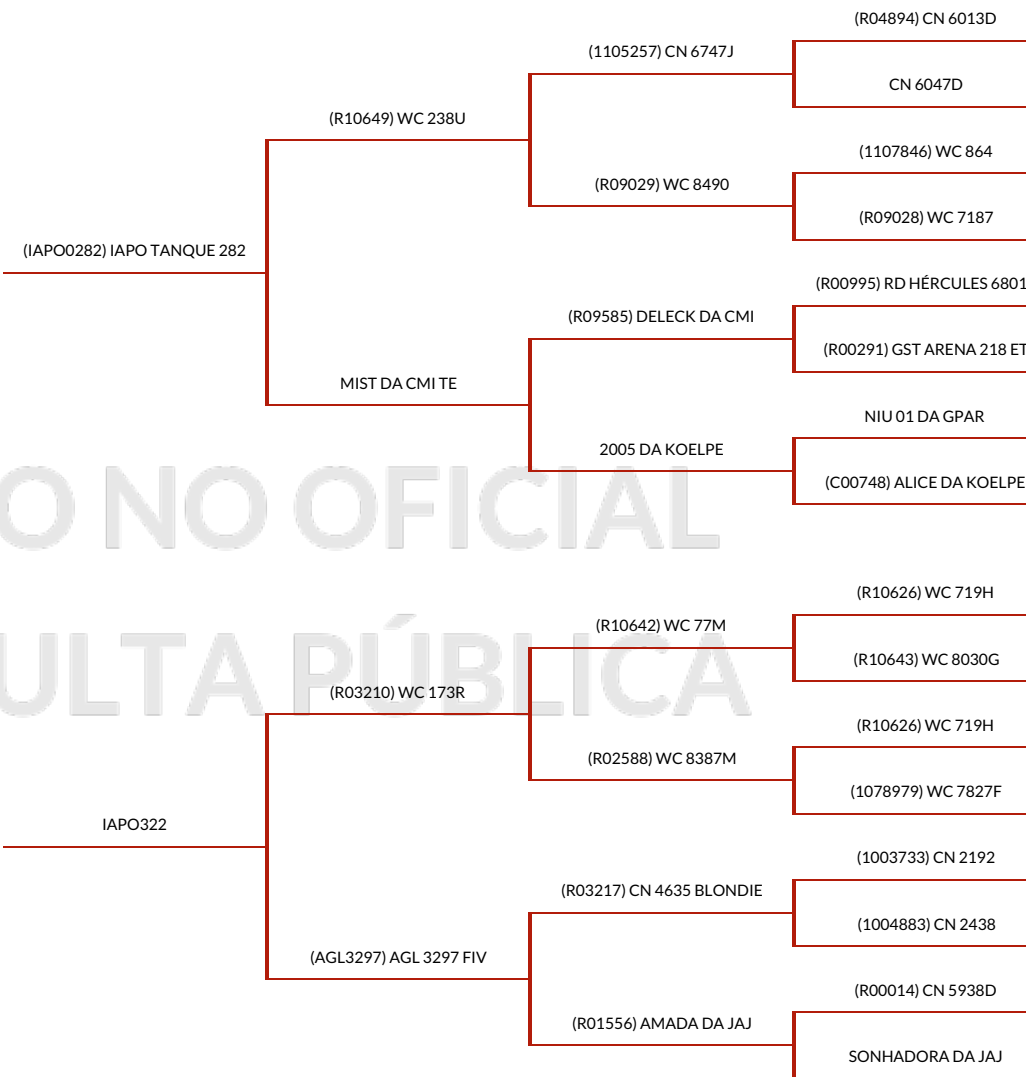 (R04894) CN 6013D
(1105257) CN 6747J
CN 6047D
(R10649) WC 238U
(1107846) WC 864
(R09029) WC 8490
(R09028) WC 7187
(IAPO0282) IAPO TANQUE 282
(R00995) RD HÉRCULES 6801
(R09585) DELECK DA CMI
(R00291) GST ARENA 218 ET
MIST DA CMI TE
NIU 01 DA GPAR
2005 DA KOELPE
(C00748) ALICE DA KOELPE
O NO OFICIAL
(R10626) WC 719H
(R10642) WC 77M
ULTA PÚBLICA
(R10643) WC 8030G
(R03210) WC 173R
(R10626) WC 719H
(R02588) WC 8387M
(1078979) WC 7827F
IAPO322
(1003733) CN 2192
(R03217) CN 4635 BLONDIE
(1004883) CN 2438
(AGL3297) AGL 3297 FIV
(R00014) CN 5938D
(R01556) AMADA DA JAJ
SONHADORA DA JAJ